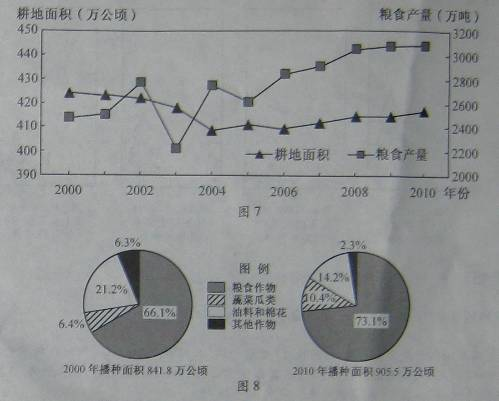 耕地面积（万公顷） 粮食产量（万吨）
450 3200
440 3000
430 2800
420 2600
410 2400
400 2200
390 2000
耕地面积 粮食产量
2000 2002 2004 2006 2008 2010 年份
图 7
6.3%
21.2%
6.4%
66.1%
图 例
粮食作物
蔬菜瓜类
油料和棉花
其他作物
2.3%
14.2%
10.4%
73.1%
2000 年播种面积 841.8 万公顷
2010 年播种面积 905.5 万公顷
图 8